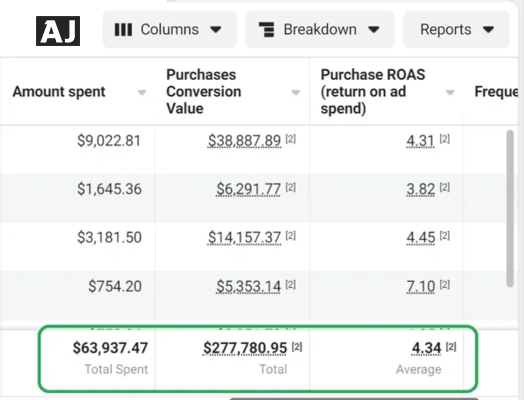 AJ
Columns Breakdown Reports
Amount spent Purchases Conversion Value Purchase ROAS (return on ad spend) Freque
$9,022.81 $38,887.89 [2] 4.31 [2]
$1,645.36 $6,291.77 [2] 3.82 [2]
$3,181.50 $14,157.37 [2] 4.45 [2]
$754.20 $5,353.14 [2] 7.10 [2]
$63,937.47 $277,780.95 [2] 4.34 [2]
Total Spent Total Average